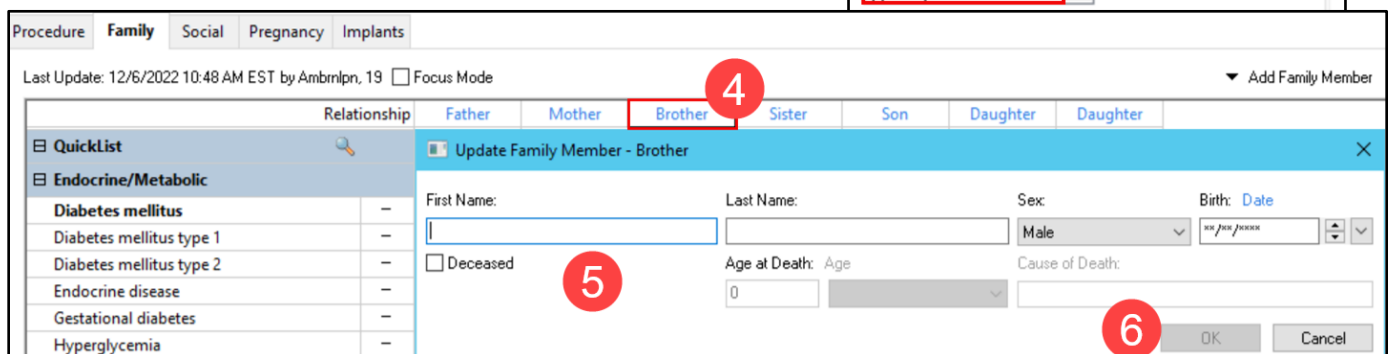 Procedure Family Social Pregnancy Implants
Last Update: 12/6/2022 10:48 AM EST by Ambrnlpn, 19 Focus Mode Add Family Member
4
Relationship Father Mother Brother Sister Son Daughter Daughter
QuickList
Update Family Member - Brother
Endocrine/Metabolic
Diabetes mellitus –
Diabetes mellitus type 1 –
Diabetes mellitus type 2 –
Endocrine disease –
Gestational diabetes –
Hyperglycemia –
First Name: Last Name: Sex: Birth: Date
Male **/**/****
Deceased Age at Death: Age Cause of Death:
5
0
6
OK Cancel